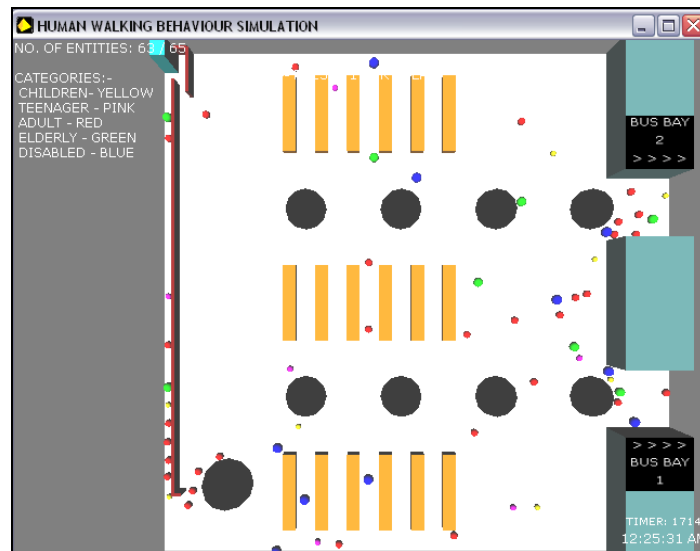 HUMAN WALKING BEHAVIOUR SIMULATION
NO. OF ENTITIES: 63 / 65
CATEGORIES:-
CHILDREN- YELLOW
TEENAGER - PINK
ADULT - RED
ELDERLY - GREEN
DISABLED - BLUE
BUS BAY
2
> > > >
> > > >
BUS BAY
1
TIMER: 1714
12:25:31 A